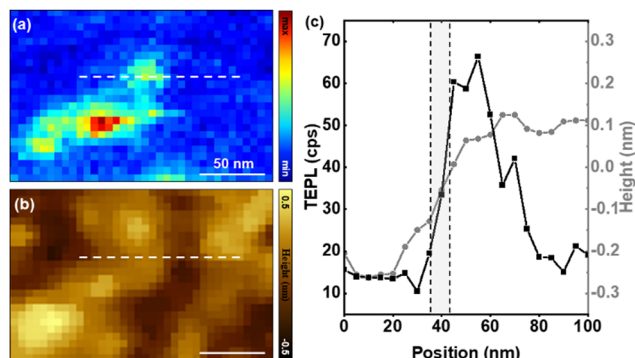 (a)
max
min
50 nm
(b)
0.5
Height (nm)
-0.5
(c)
70
60
50
40
30
20
10
TEPL (cps)
0.3
0.2
0.1
0.0
-0.1
-0.2
-0.3
Height (nm)
0 20 40 60 80 100
Position (nm)